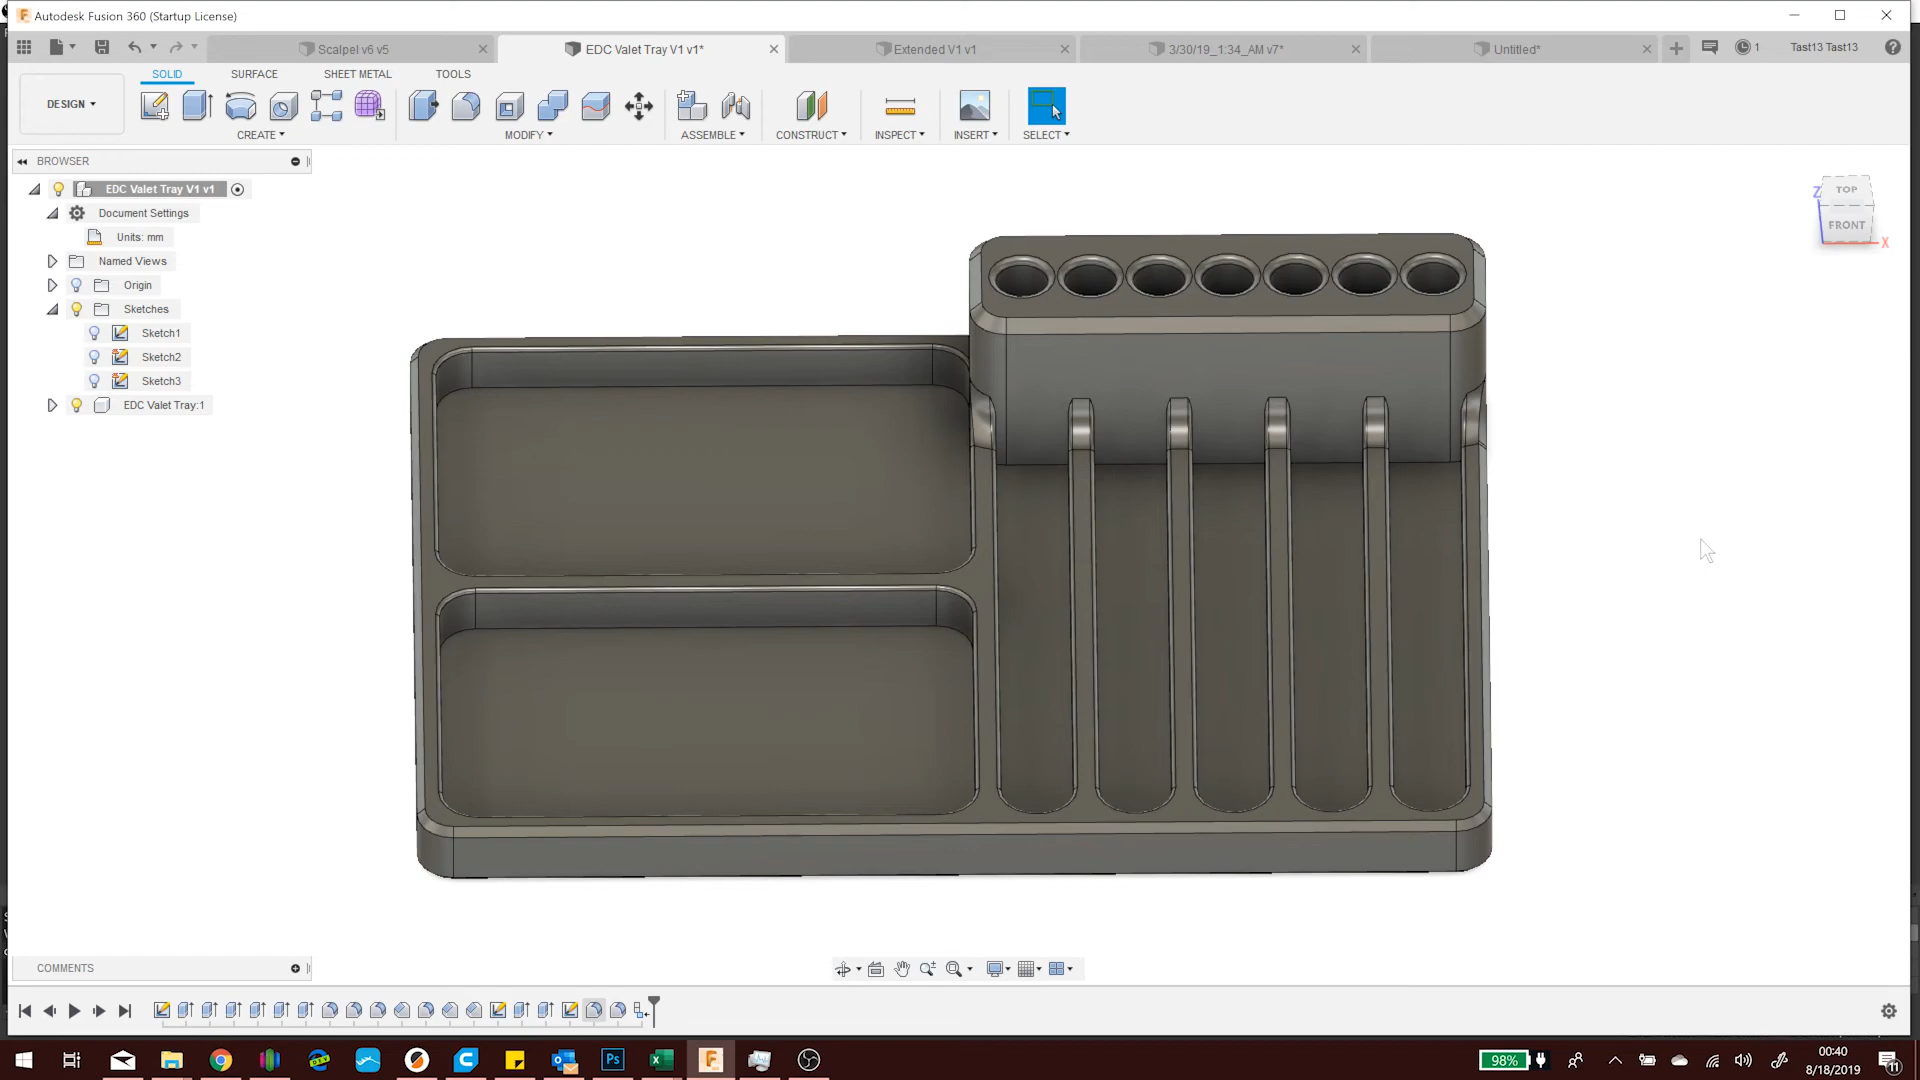 Autodesk Fusion 360 (Startup License)
Scalpel v6 v5
EDC Valet Tray V1 v1*
Extended V1 v1
3/30/19_1:34_AM v7*
Untitled*
1
Tast13 Tast13
SOLID
SURFACE
SHEET METAL
TOOLS
DESIGN
CREATE
MODIFY
ASSEMBLE
CONSTRUCT
INSPECT
INSERT
SELECT
BROWSER
EDC Valet Tray V1 v1
Document Settings
Units: mm
Named Views
Origin
Sketches
Sketch1
Sketch2
Sketch3
EDC Valet Tray:1
TOP
FRONT
Z
X
COMMENTS
Ps
98%
00:40
8/18/2019
11